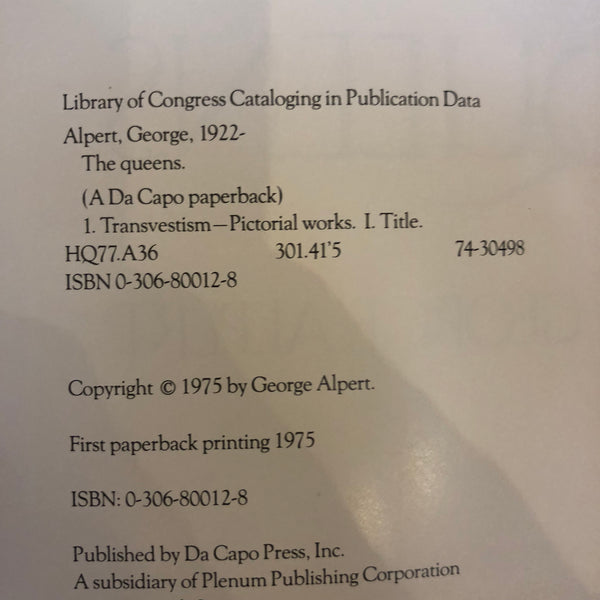 Library of Congress Cataloging in Publication Data
Alpert, George, 1922-
The queens.
(A Da Capo paperback)
1. Transvestism—Pictorial works. I. Title.
HQ77.A36 301.41'5 74-30498
ISBN 0-306-80012-8
Copyright © 1975 by George Alpert.
First paperback printing 1975
ISBN: 0-306-80012-8
Published by Da Capo Press, Inc.
A subsidiary of Plenum Publishing Corporation